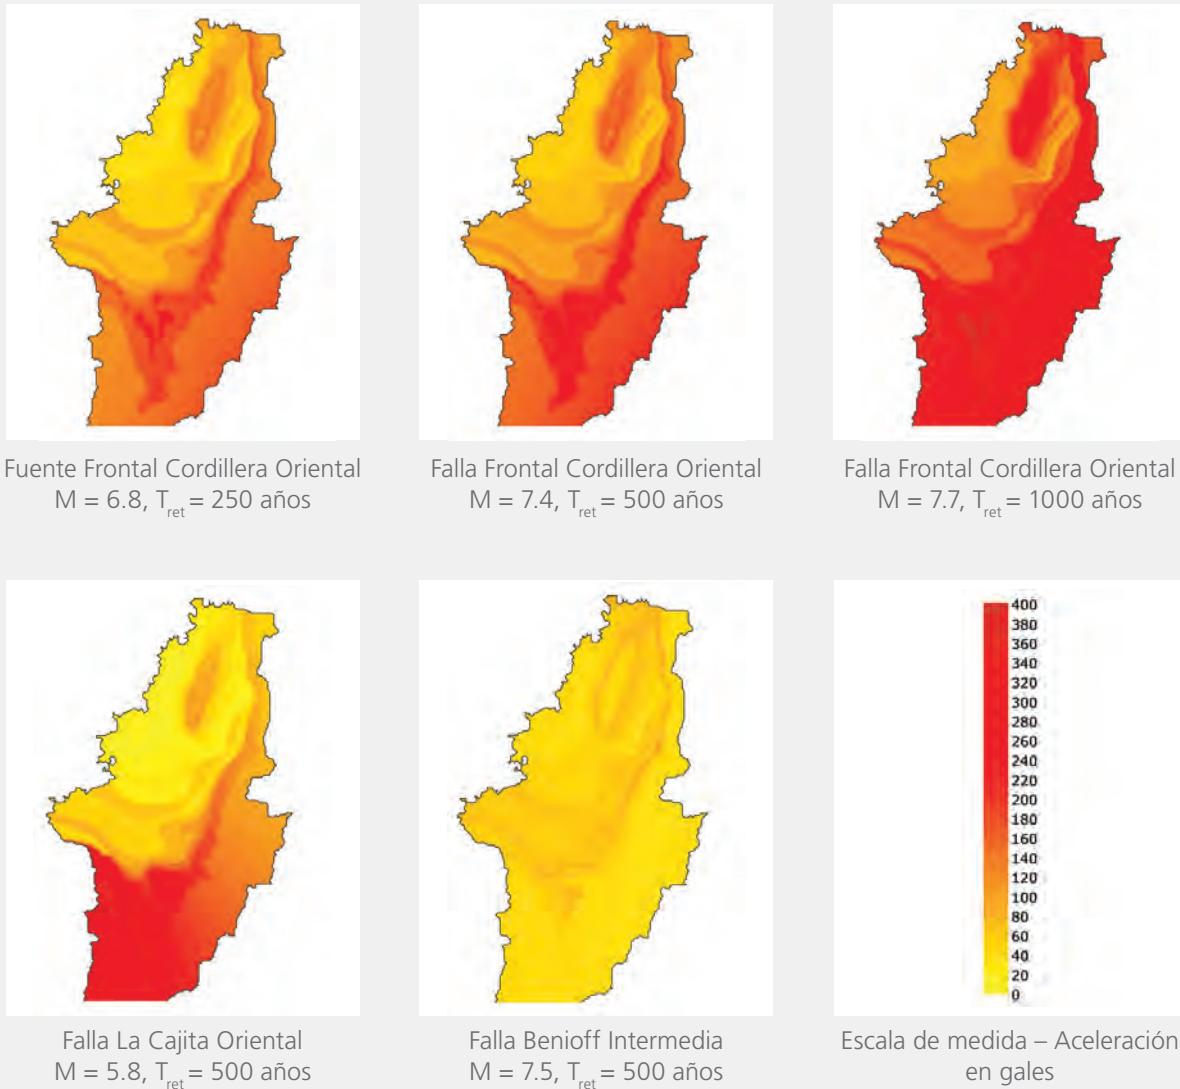 Fuente Frontal Cordillera Oriental
M = 6.8, Tret = 250 años
Falla Frontal Cordillera Oriental
M = 7.4, Tret = 500 años
Falla Frontal Cordillera Oriental
M = 7.7, Tret = 1000 años
400
380
360
340
320
300
280
260
240
220
200
180
160
140
120
100
80
60
40
20
0
Falla La Cajita Oriental
M = 5.8, Tret = 500 años
Falla Benioff Intermedia
M = 7.5, Tret = 500 años
Escala de medida – Aceleración
en gales